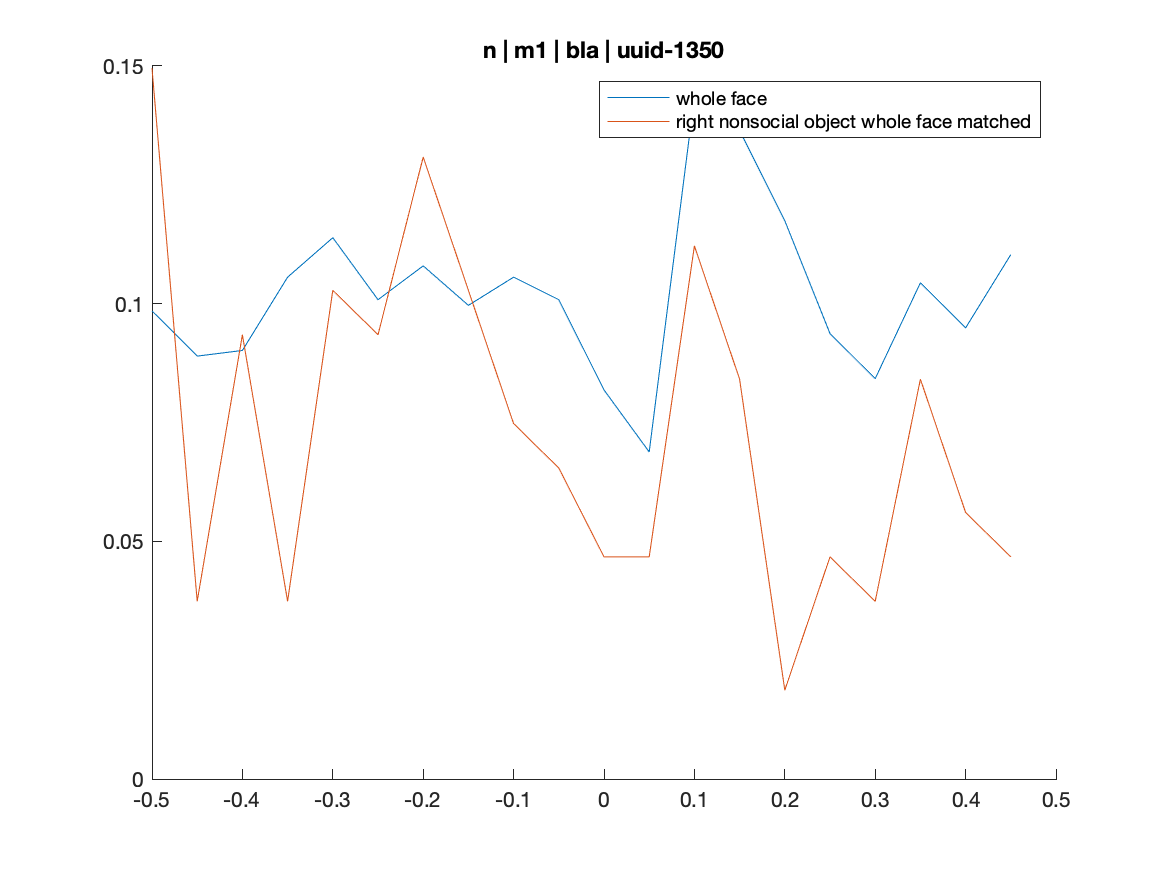 n | m1 | bla | uuid-1350
whole face
right nonsocial object whole face matched
0.15
0.1
0.05
0
-0.5 -0.4 -0.3 -0.2 -0.1 0 0.1 0.2 0.3 0.4 0.5